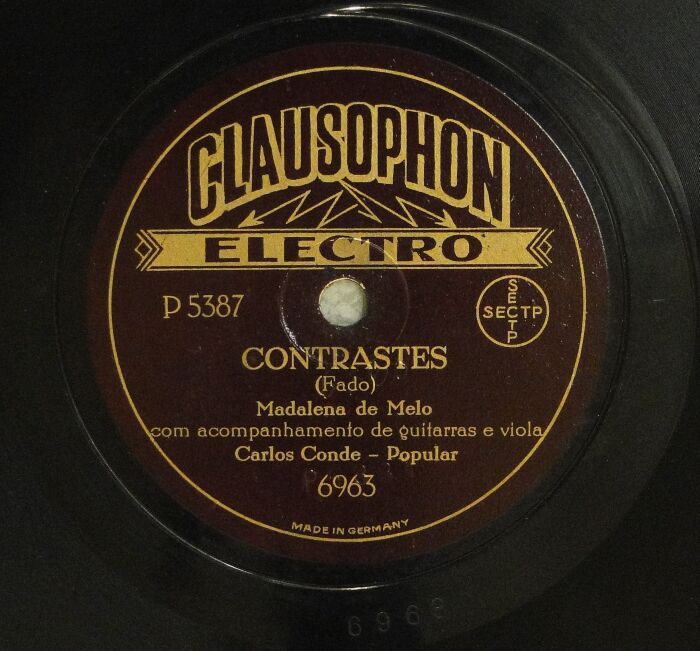 CLAUSOPHON
ELECTRO
P 5387
SECTP
SECTP
CONTRASTES
(Fado)
Madalena de Melo
com acompanhamento de guitarras e viola
Carlos Conde - Popular
6963
MADE IN GERMANY
6963